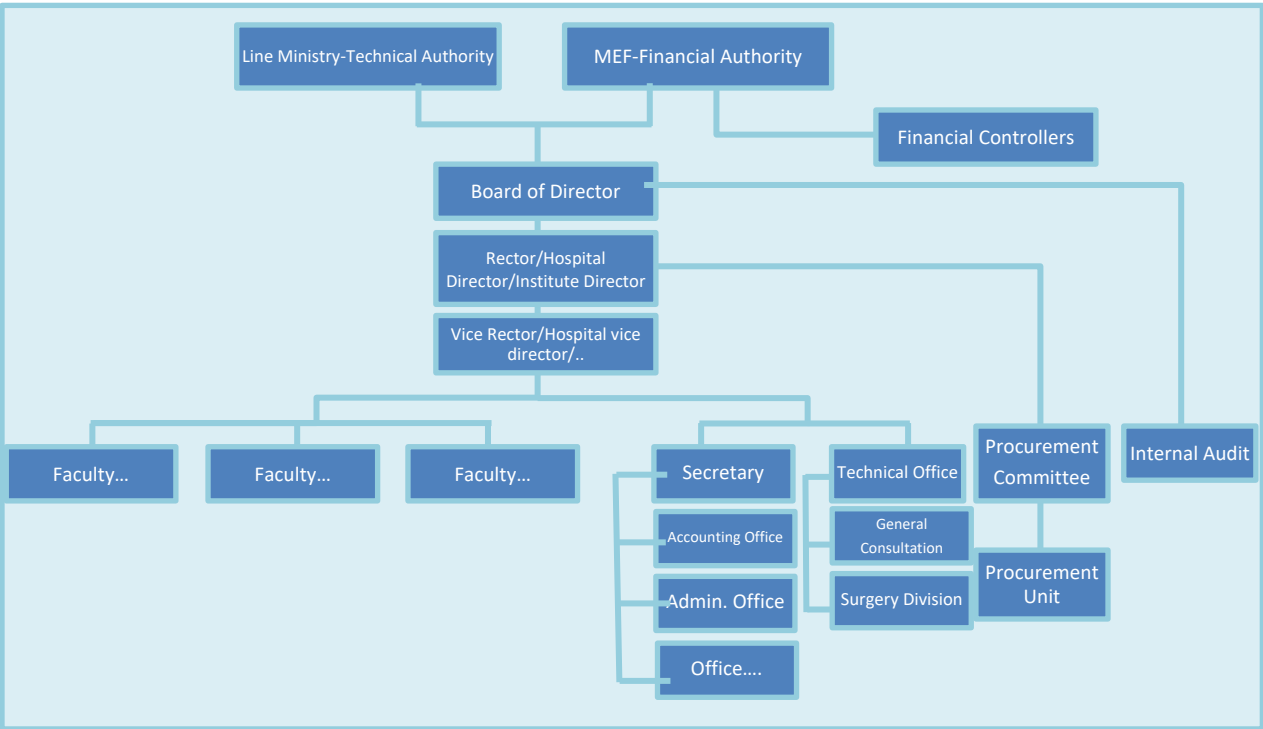 Line Ministry-Technical Authority
MEF-Financial Authority
Financial Controllers
Board of Director
Rector/Hospital
Director/Institute Director
Vice Rector/Hospital vice
director/..
Faculty...
Faculty...
Faculty...
Secretary
Technical Office
Procurement
Committee
Internal Audit
Accounting Office
General
Consultation
Procurement
Unit
Admin. Office
Surgery Division
Office....